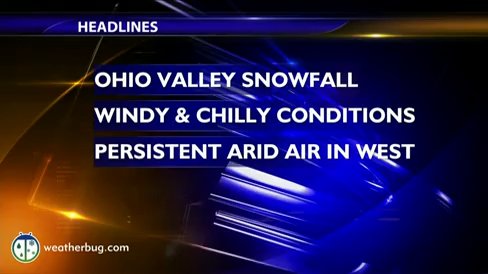 HEADLINES
OHIO VALLEY SNOWFALL
WINDY & CHILLY CONDITIONS
PERSISTENT ARID AIR IN WEST
weatherbug.com